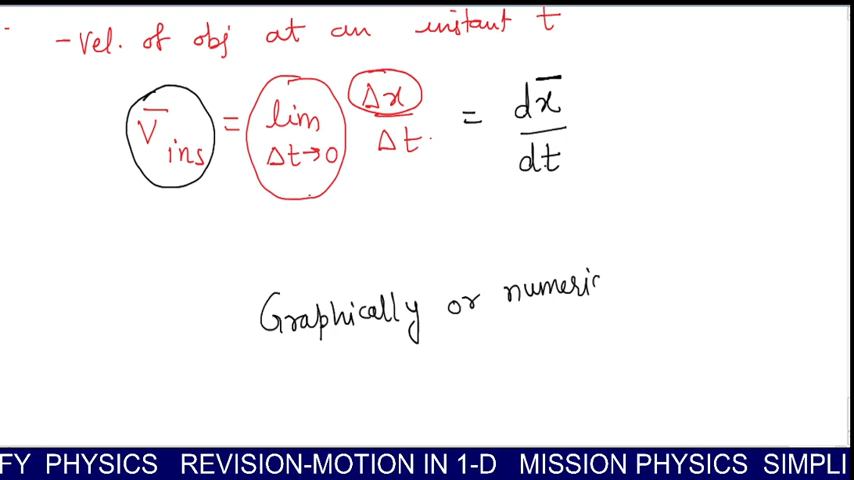 - Vel. of obj at an instant t
V̅ ins = lim Δt→0 Δx/Δt = dx̅/dt
Graphically or numeric
FY PHYSICS REVISION-MOTION IN 1-D MISSION PHYSICS SIMPLI